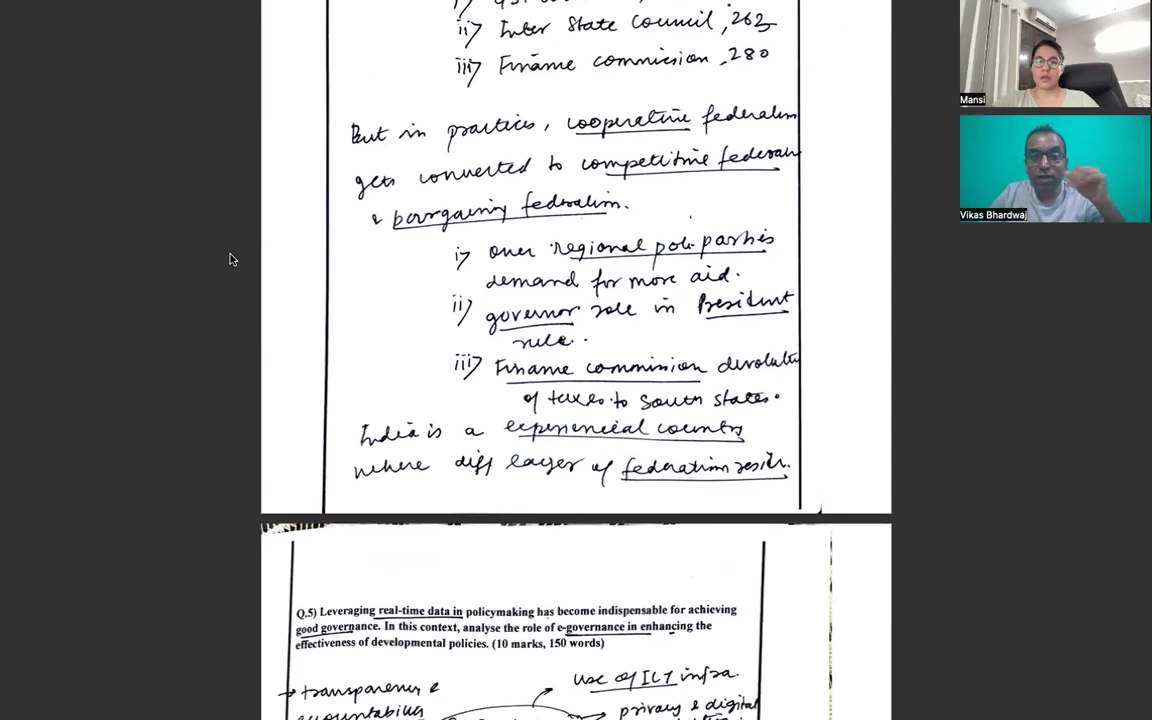 ii) Inter State Council, 263
iii) Finance commission, 280
But in practices, cooperative federalism
gets converted to competitive federalism
& bargaining federalism.
i) over regional pol. parties
demand for more aid.
ii) governor role in President
rule.
iii) Finance commission devolution
of taxes to South states.
India is a experiencial country
where diff layer of federation
Q.5) Leveraging real-time data in policymaking has become indispensable for achieving
good governance. In this context, analyse the role of e-governance in enhancing the
effectiveness of developmental policies. (10 marks, 150 words)
use of ICT infra.
→ transparency &
accountability
privacy & digital
Mansi
Vikas Bhardwaj